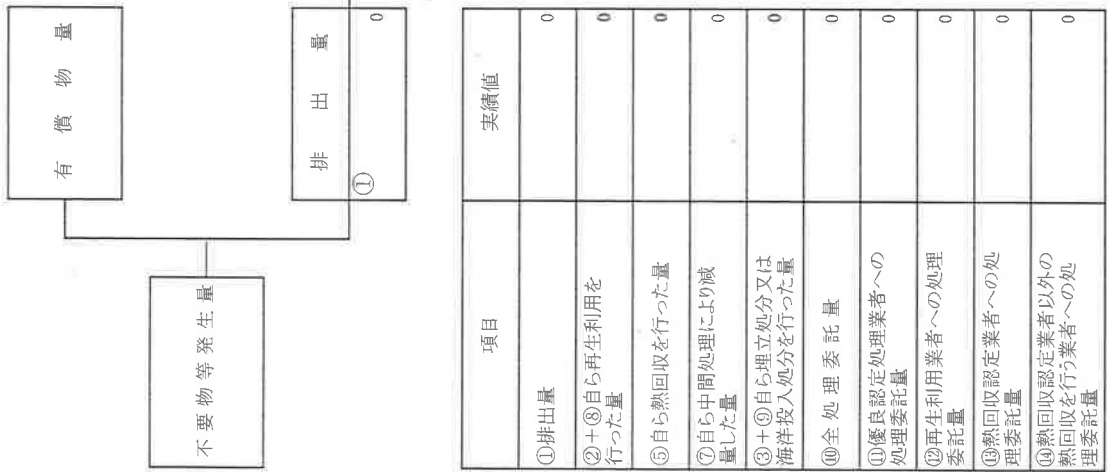 不要物等発生量
有償物量
排出量
①
0
項目
実績値
①排出量
0
②+⑧自ら再生利用を
行った量
0
⑤自ら熱回収を行った量
0
⑦自ら中間処理により減
量した量
0
③+⑨自ら埋立処分又は
海洋投入処分を行った量
0
⑩全処理委託量
0
⑪優良認定処理業者への
処理委託量
0
⑫再生利用業者への処理
委託量
0
⑬熱回収認定業者への処
理委託量
0
⑭熱回収認定業者以外の
熱回収を行う業者への処
理委託量
0